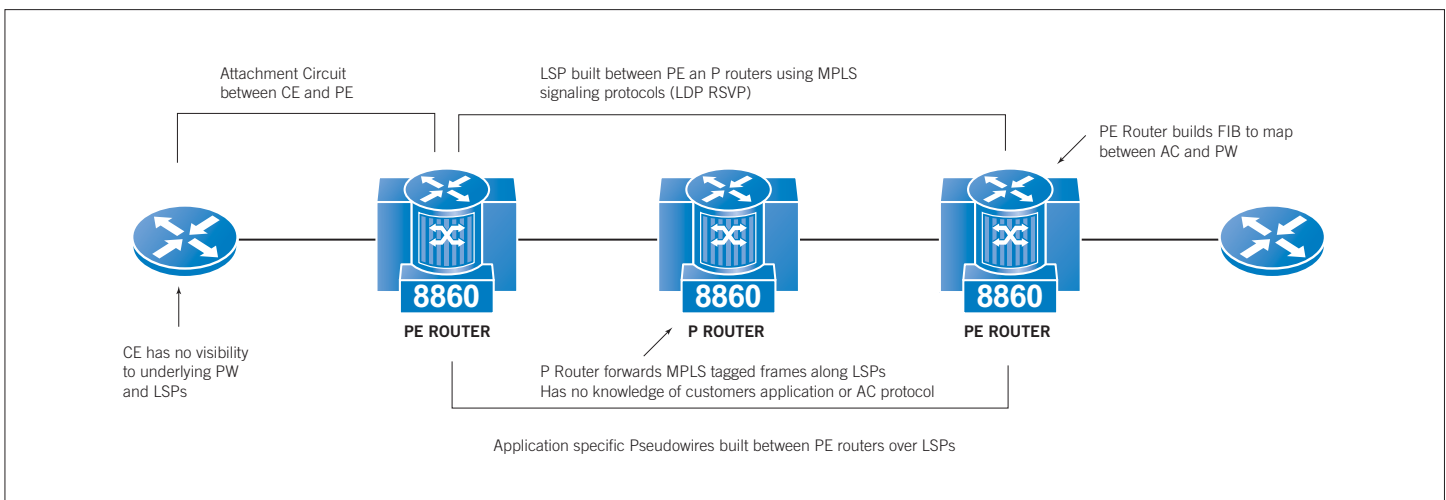 Attachment Circuit
between CE and PE
LSP built between PE an P routers using MPLS
signaling protocols (LDP RSVP)
PE Router builds FIB to map
between AC and PW
8860
8860
8860
PE ROUTER
P ROUTER
PE ROUTER
CE has no visibility
to underlying PW
and LSPs
P Router forwards MPLS tagged frames along LSPs
Has no knowledge of customers application or AC protocol
Application specific Pseudowires built between PE routers over LSPs